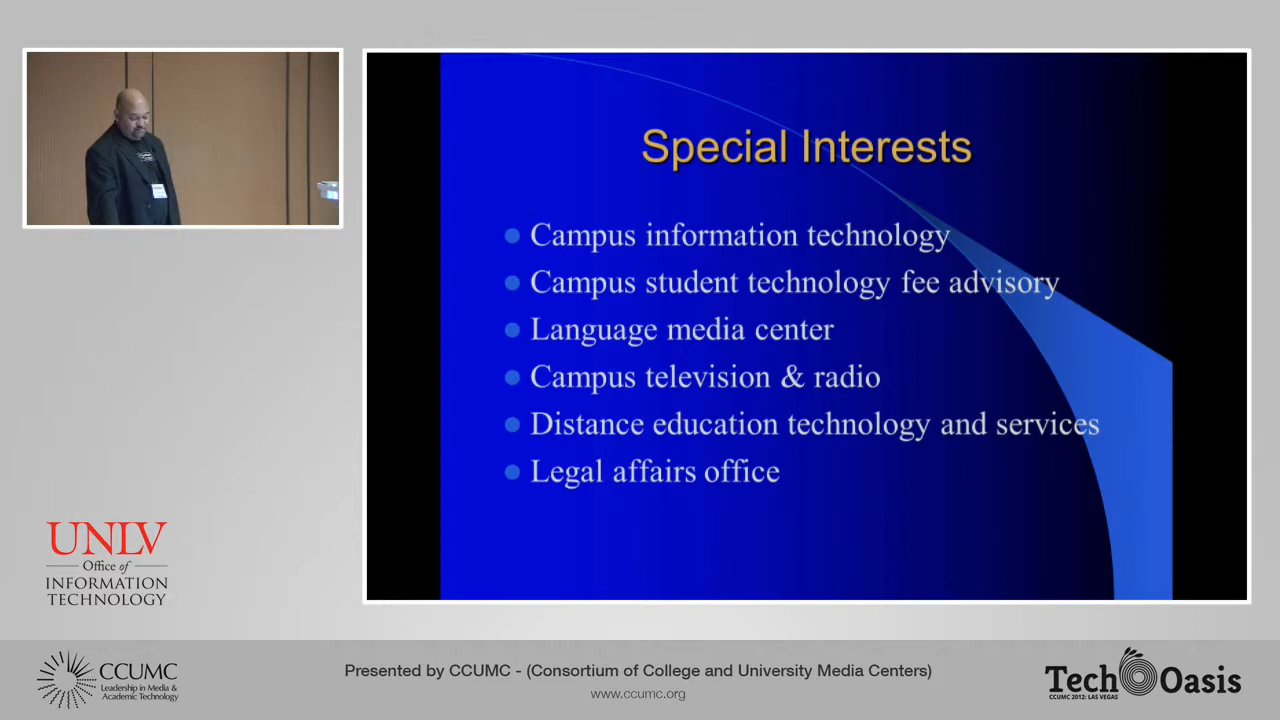 Special Interests
Campus information technology
Campus student technology fee advisory
Language media center
Campus television & radio
Distance education technology and services
Legal affairs office
UNLV
Office of
INFORMATION
TECHNOLOGY
CCUMC
Leadership in Media &
Academic Technology
Presented by CCUMC - (Consortium of College and University Media Centers)
www.ccumc.org
Tech Oasis
CCUMC 2012: LAS VEGAS